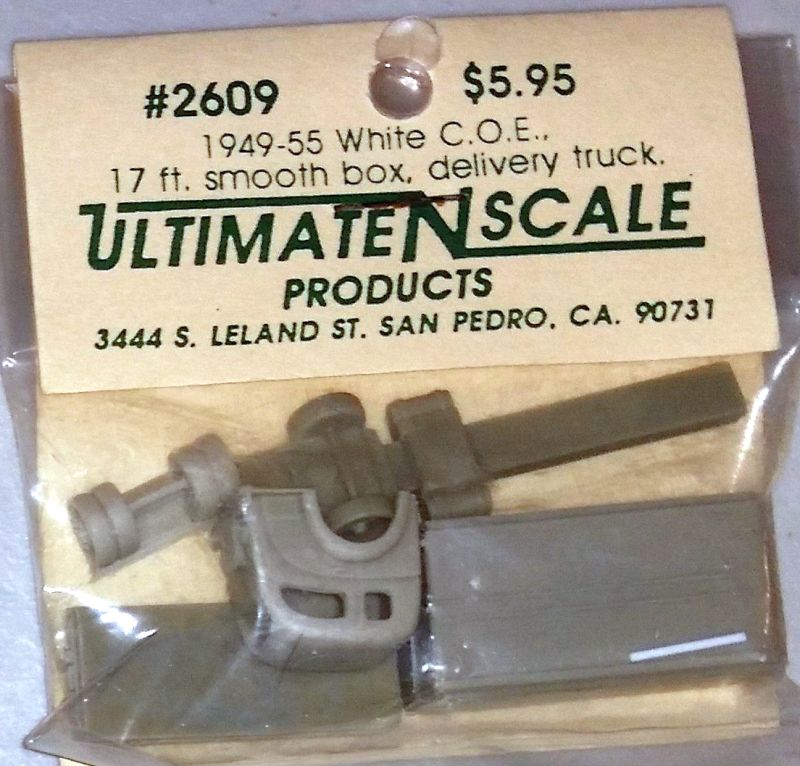 #2609 $5.95
1949-55 White C.O.E.,
17 ft. smooth box, delivery truck.
ULTIMATE N SCALE
PRODUCTS
3444 S. LELAND ST. SAN PEDRO, CA. 90731